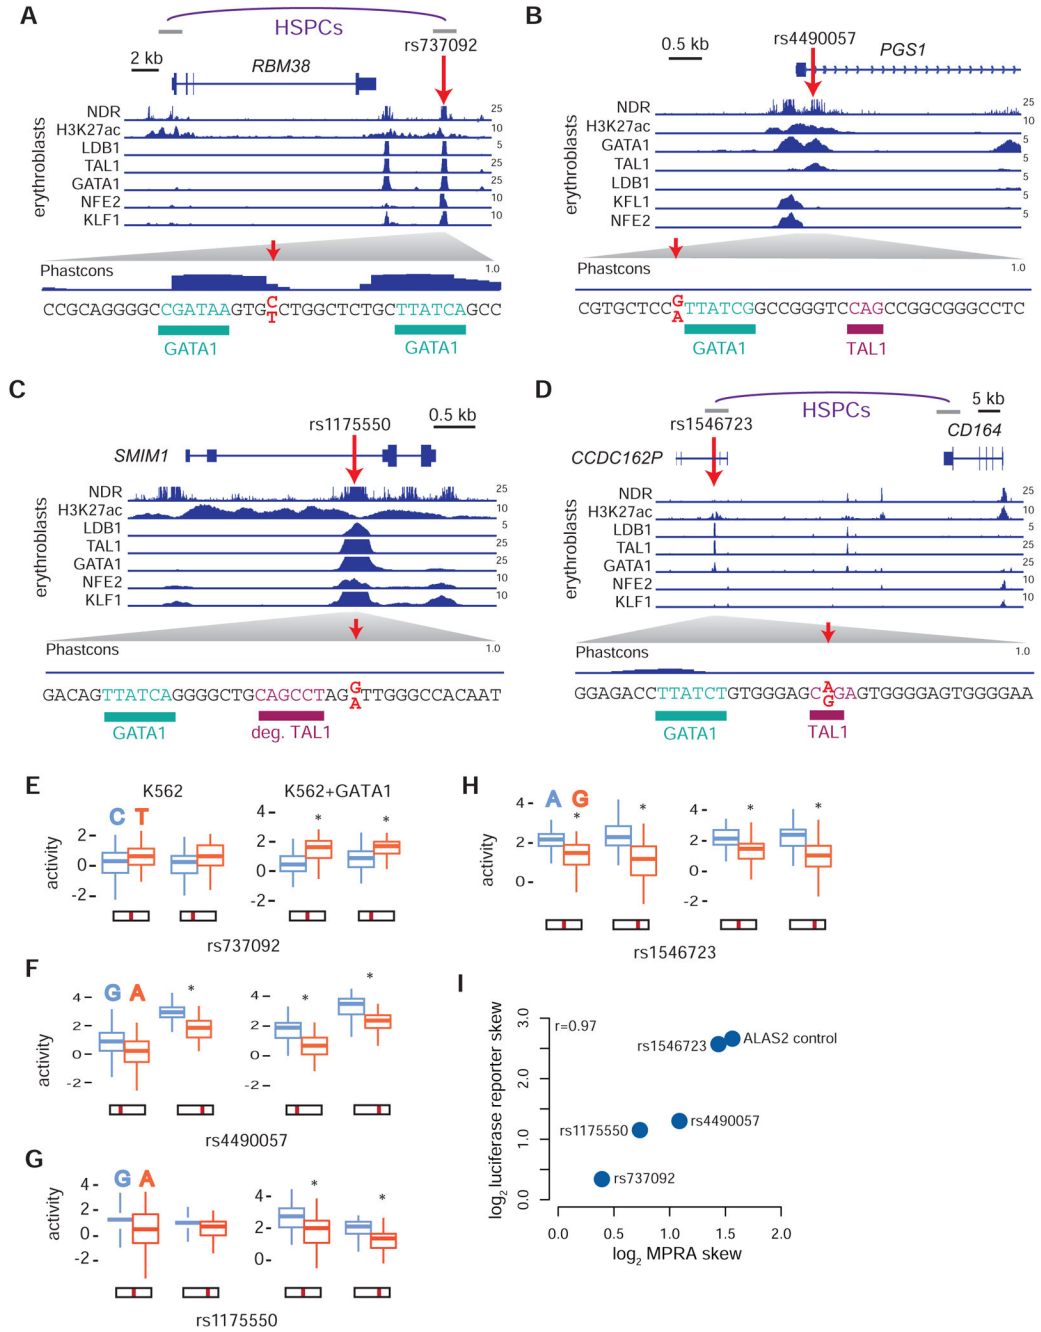 A
HSPCs
rs737092
2 kb
RBM38
erythroblasts
NDR 25
H3K27ac 10
LDB1 5
TAL1 25
GATA1 25
NFE2 10
KLF1 10
Phastcons 1.0
CCGCAGGGGCCGATAAGTG C CTGGCTCTGCTTATCAGCC
T
GATA1 GATA1
B
rs4490057
0.5 kb
PGS1
erythroblasts
NDR 25
H3K27ac 10
GATA1 5
TAL1 5
LDB1 5
KFL1 5
NFE2 5
Phastcons 1.0
CGTGCTCC G TTATCGGCCGGGTCCAGCCGGCGGGCCTC
A
GATA1 TAL1
C
rs1175550
0.5 kb
SMIM1
erythroblasts
NDR 25
H3K27ac 10
LDB1 5
TAL1 25
GATA1 25
NFE2 10
KLF1 10
Phastcons 1.0
GACAGTTATCAGGGGCTGCAGCCTAG G TTGGGCCACAAT
A
GATA1 deg. TAL1
D
HSPCs
rs1546723
5 kb
CD164
CCDC162P
erythroblasts
NDR 25
H3K27ac 10
LDB1 5
TAL1 25
GATA1 25
NFE2 10
KLF1 10
Phastcons 1.0
GGAGACCTTATCTGTGGGAGC A GAGTGGGGAGTGGGGAA
G
GATA1 TAL1
E
K562 K562+GATA1
C T
activity
2
0
-2
4
2
0
-2
* *
rs737092
F
G A
activity
4
2
0
-2
*
4
2
0
-2
* *
rs4490057
G
G A
activity
4
2
0
-2
4
2
0
* *
rs1175550
H
A G
activity
4
2
0
* *
4
2
0
-2
* *
rs1546723
I
log2 luciferase reporter skew
3.0
2.0
1.0
0.0
r=0.97
rs1546723
ALAS2 control
rs1175550
rs4490057
rs737092
0.0 0.5 1.0 1.5 2.0
log2 MPRA skew